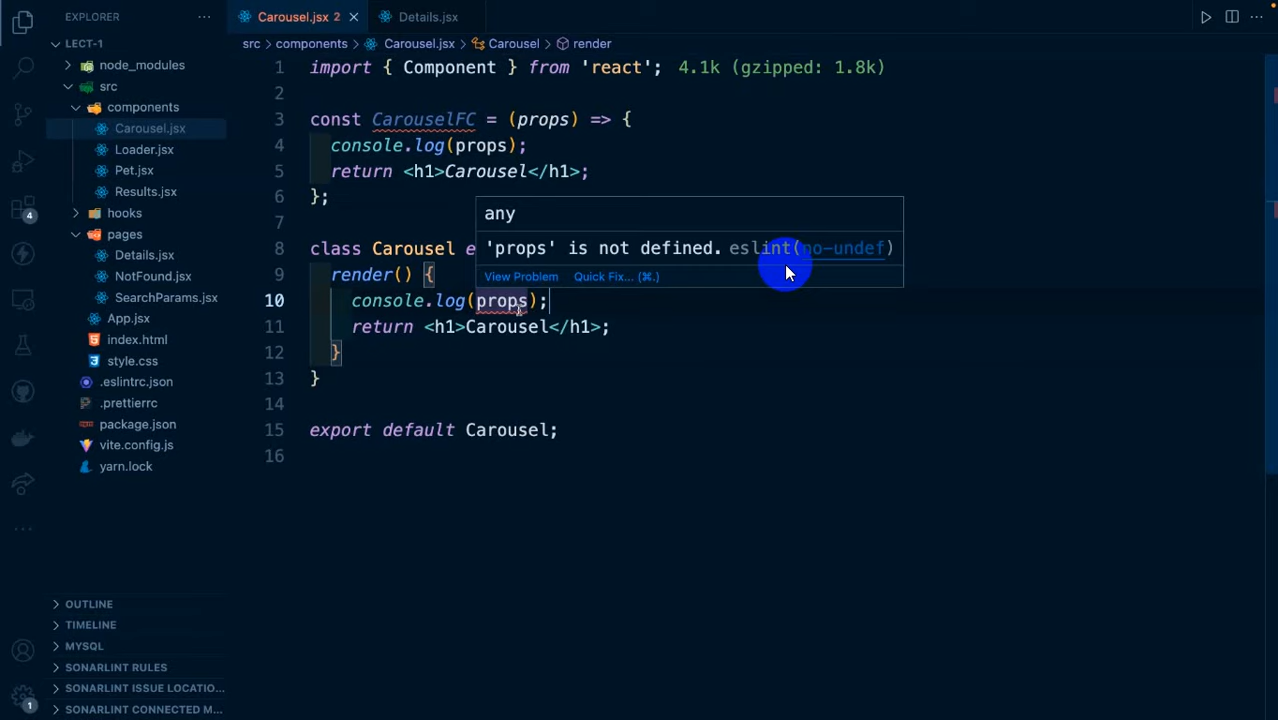 EXPLORER
Carousel.jsx 2
Details.jsx
LECT-1
src
components
Carousel.jsx
Carousel
render
node_modules
src
components
Carousel.jsx
Loader.jsx
Pet.jsx
Results.jsx
hooks
pages
Details.jsx
NotFound.jsx
SearchParams.jsx
App.jsx
index.html
style.css
.eslintrc.json
.prettierrc
package.json
vite.config.js
yarn.lock
OUTLINE
TIMELINE
MYSQL
SONARLINT RULES
SONARLINT ISSUE LOCATIO...
SONARLINT CONNECTED M...
4
1
1 import { Component } from 'react'; 4.1k (gzipped: 1.8k)
2
3 const CarouselFC = (props) => {
4 console.log(props);
5 return <h1>Carousel</h1>;
6 };
7
8 class Carousel e
9 render() {
10 console.log(props);
11 return <h1>Carousel</h1>;
12 }
13 }
14
15 export default Carousel;
16
any
'props' is not defined. eslint(no-undef)
View Problem Quick Fix... (⌘.)